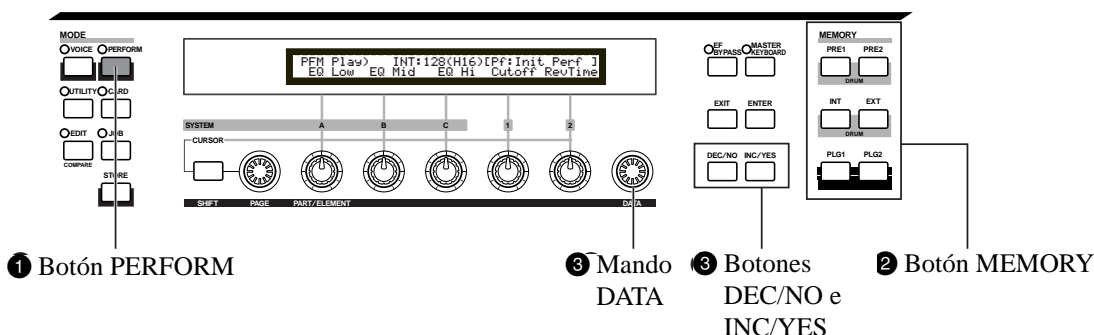 MODE
VOICE PERFORM
UTILITY CARD
EDIT JOB
COMPARE
STORE
PFM Play) INT:128(H16)[Pf:Init Perf ]
EQ Low EQ Mid EQ Hi Cutoff RevTime
SYSTEM A B C 1 2
CURSOR
SHIFT PAGE PART/ELEMENT DATA
EF BYPASS
MASTER KEYBOARD
EXIT ENTER
DEC/NO INC/YES
MEMORY
PRE1 PRE2
DRUM
INT EXT
DRUM
PLG1 PLG2
1 Botón PERFORM
3 Mando
DATA
3 Botones
DEC/NO e
INC/YES
2 Botón MEMORY